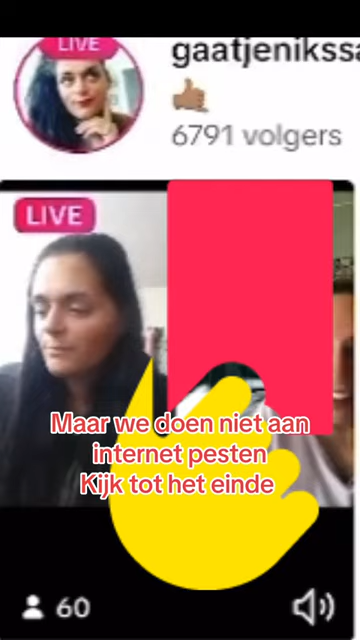 LIVE
gaatjenikssa
6791 volgers
LIVE
Maar we doen niet aan
internet pesten
Kijk tot het einde
60